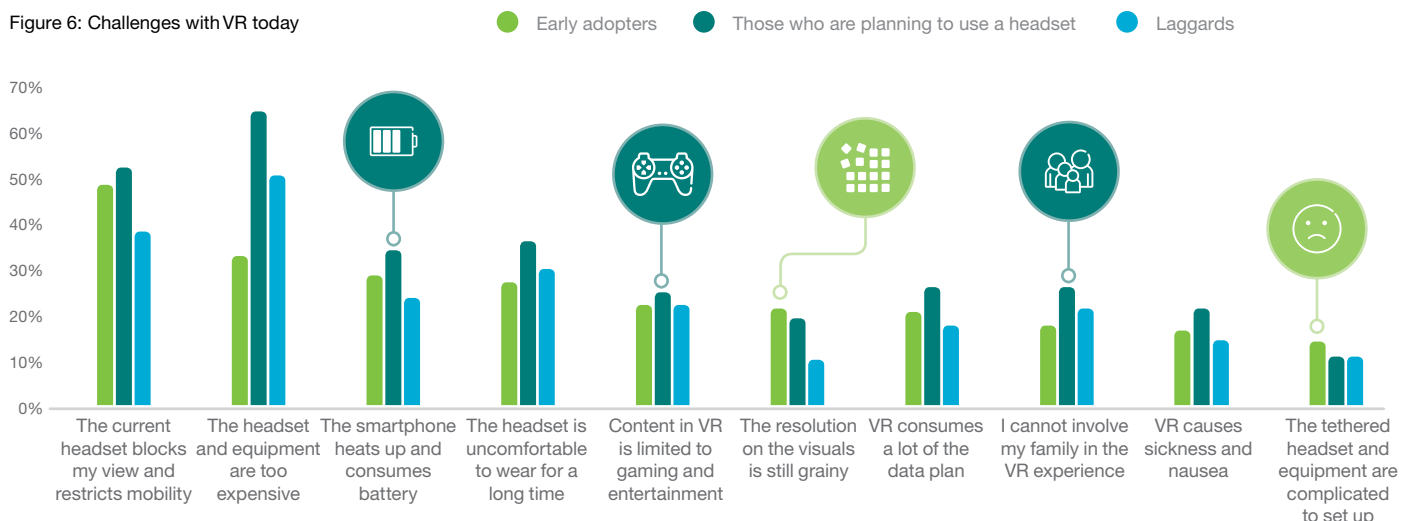 Figure 6: Challenges with VR today
Early adopters
Those who are planning to use a headset
Laggards
70%
60%
50%
40%
30%
20%
10%
0%
The current
headset blocks
my view and
restricts mobility
The headset
and equipment
are too
expensive
The smartphone
heats up and
consumes
battery
The headset is
uncomfortable
to wear for a
long time
Content in VR
is limited to
gaming and
entertainment
The resolution
on the visuals
is still grainy
VR consumes
a lot of the
data plan
I cannot involve
my family in the
VR experience
VR causes
sickness and
nausea
The tethered
headset and
equipment are
complicated
to set up